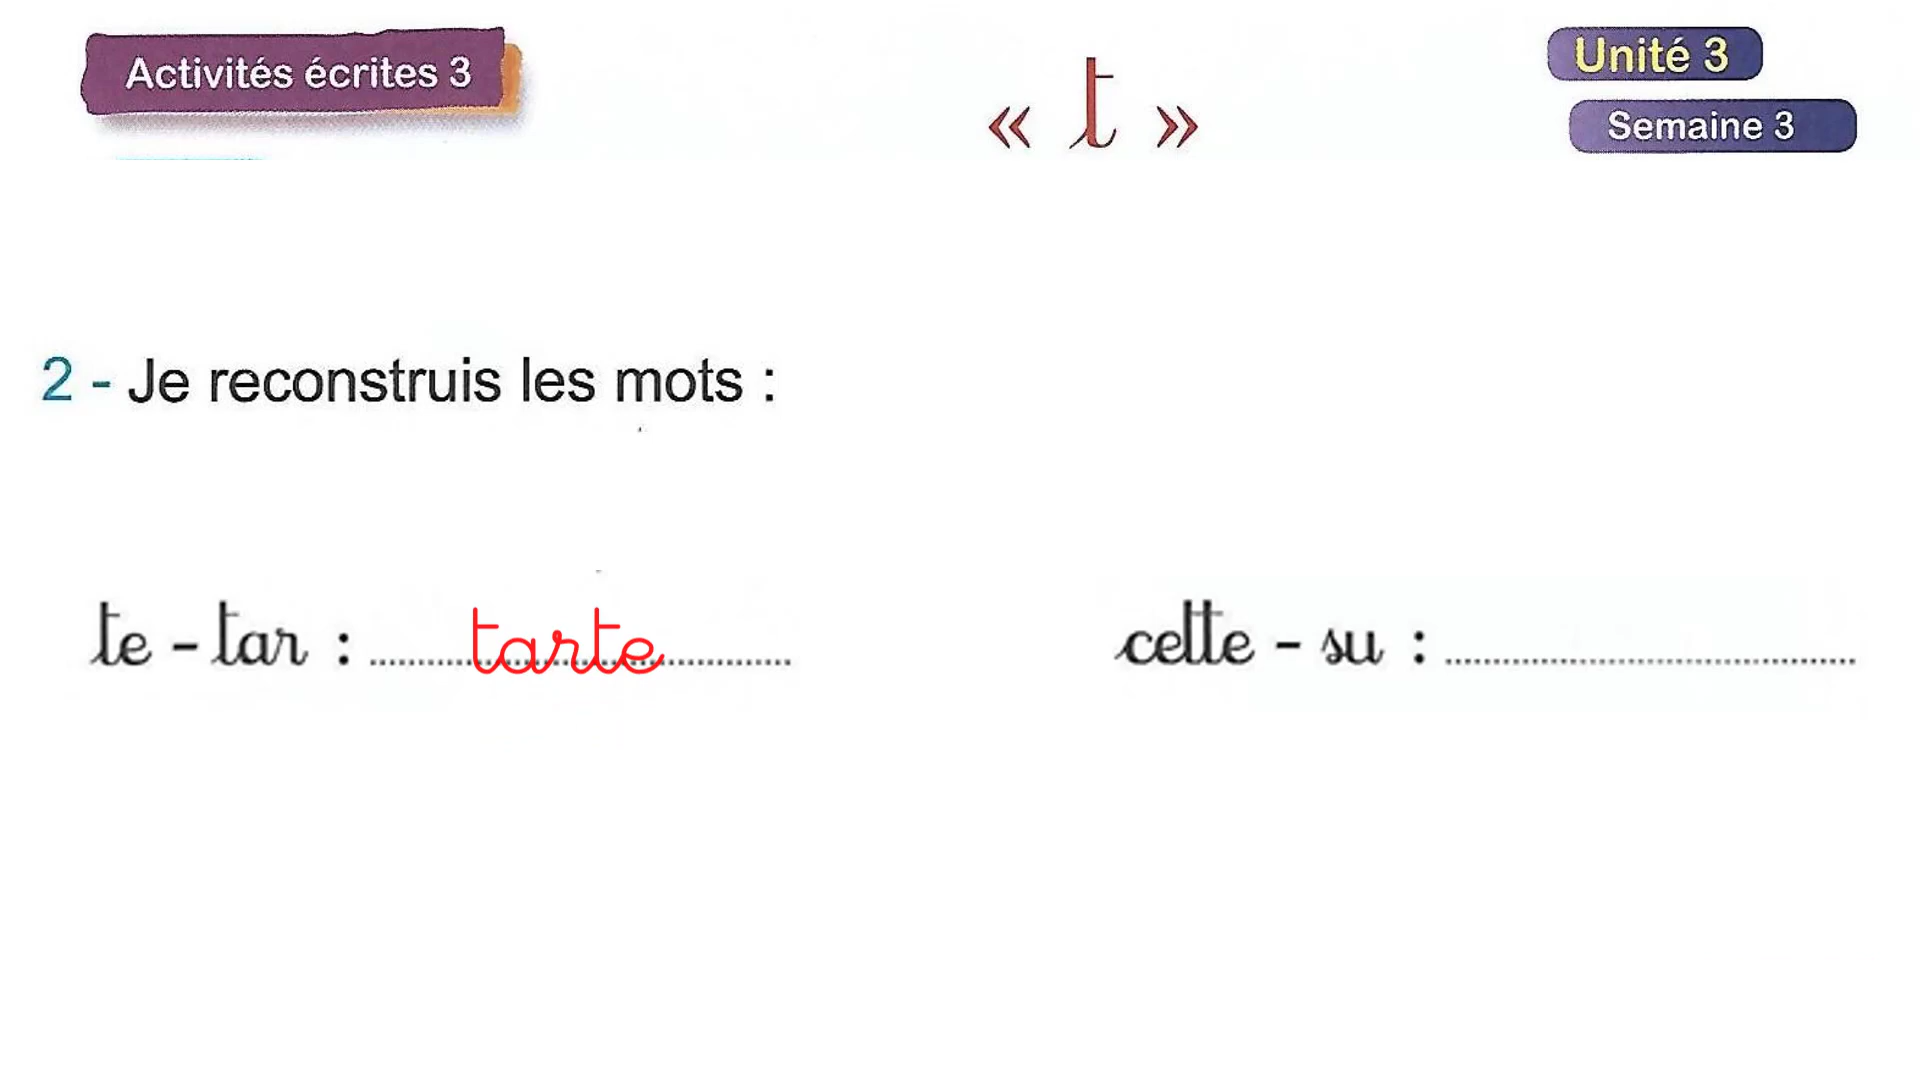 Activités écrites 3
« t »
Unité 3
Semaine 3
2 - Je reconstruis les mots :
te - tar : ..........tarte..........
cette - su : ....................